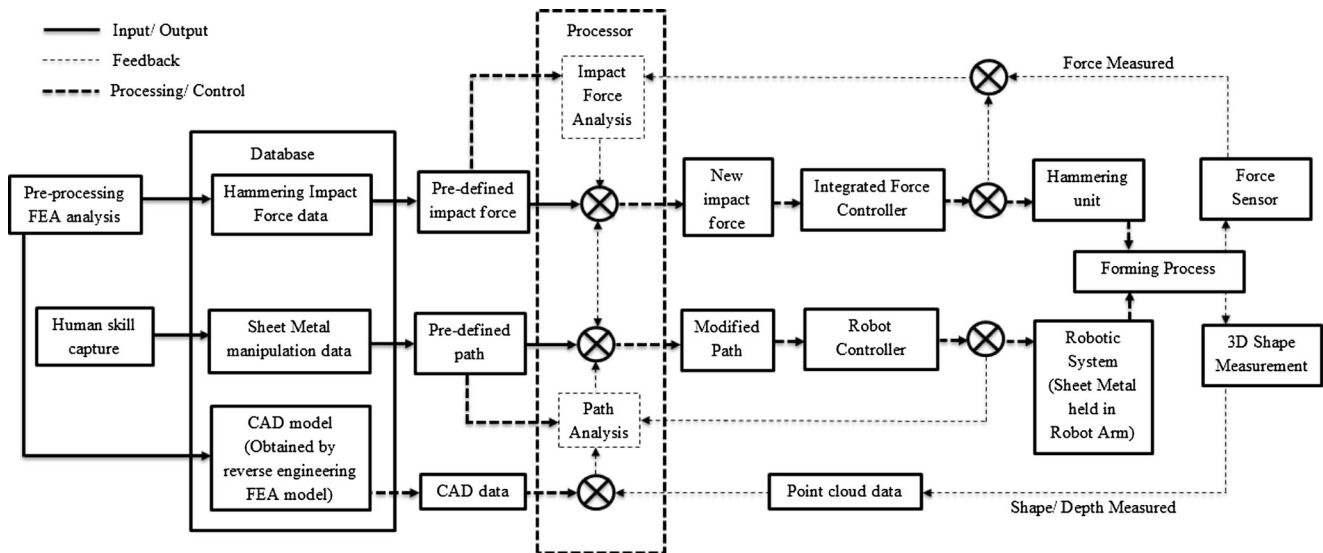 Input/ Output
Feedback
Processing/ Control
Processor
Impact
Force
Analysis
Force Measured
Database
Pre-processing
FEA analysis
Hammering Impact
Force data
Pre-defined
impact force
New
impact
force
Integrated Force
Controller
Hammering
unit
Force
Sensor
Forming Process
Human skill
capture
Sheet Metal
manipulation data
Pre-defined
path
Modified
Path
Robot
Controller
Robotic
System
(Sheet Metal
held in
Robot Arm)
3D Shape
Measurement
Path
Analysis
CAD model
(Obtained by
reverse engineering
FEA model)
CAD data
Point cloud data
Shape/ Depth Measured